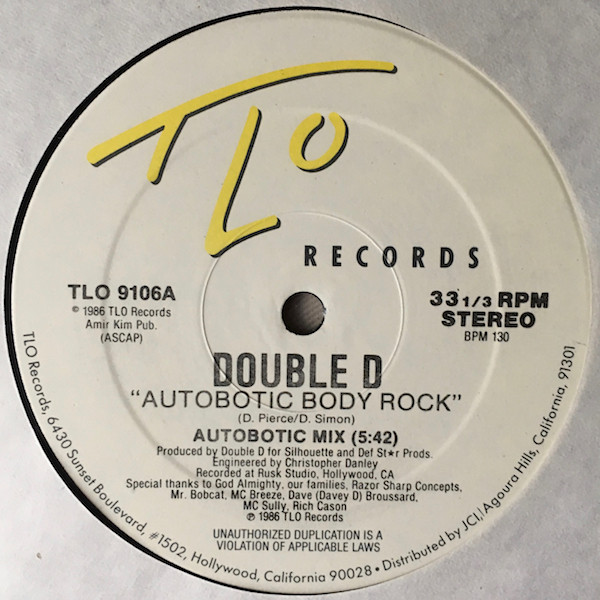 TLO
RECORDS
TLO 9106A
© 1986 TLO Records
Amir Kim Pub.
(ASCAP)
33 1/3 RPM
STEREO
BPM 130
DOUBLE D
"AUTOBOTIC BODY ROCK"
(D. Pierce/D. Simon)
AUTOBOTIC MIX (5:42)
Produced by Double D for Silhouette and Def St★r Prods.
Engineered by Christopher Danley
Recorded at Rusk Studio, Hollywood, CA
Special thanks to God Almighty, our families, Razor Sharp Concepts,
Mr. Bobcat, MC Breeze, Dave (Davey D) Broussard,
MC Sully, Rich Cason
℗ 1986 TLO Records
UNAUTHORIZED DUPLICATION IS A
VIOLATION OF APPLICABLE LAWS
TLO Records, 6430 Sunset Boulevard, #1502, Hollywood, California 90028 • Distributed by JCI/Agoura Hills, California, 91301